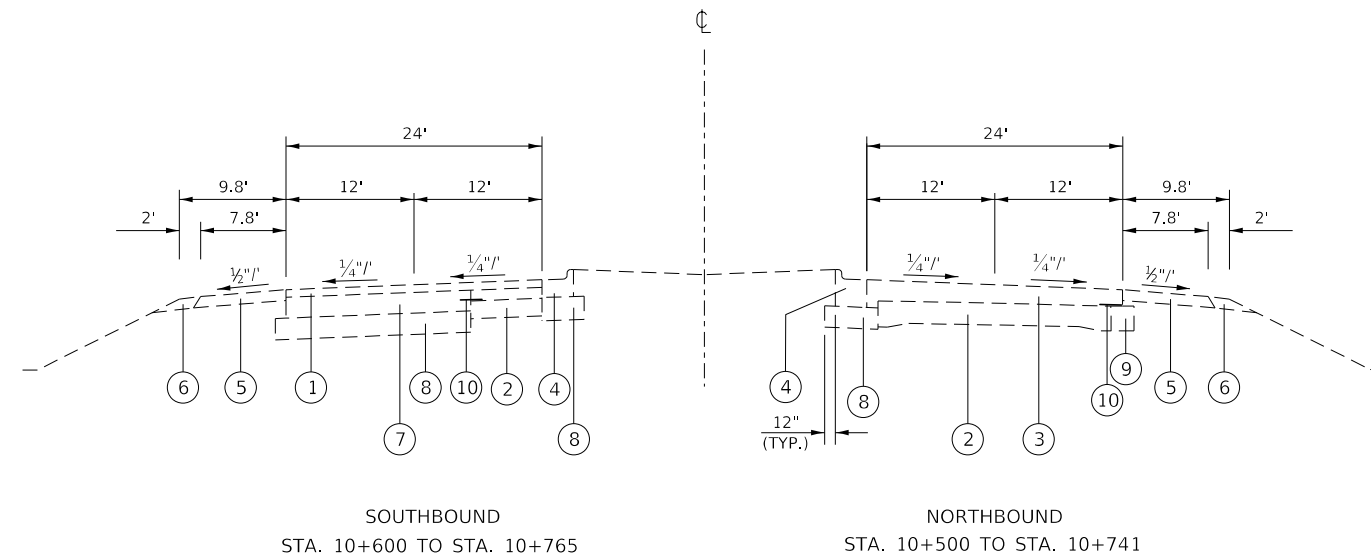 ℄
24'
24'
9.8' 12' 12'
12' 12' 9.8'
2' 7.8'
7.8' 2'
½"/' ¼"/' ¼"/'
¼"/' ¼"/' ½"/'
6 5 1 8 10 2 4
7 8
4 8 10 9 5 6
12"
(TYP.)
2 3
SOUTHBOUND
STA. 10+600 TO STA. 10+765
NORTHBOUND
STA. 10+500 TO STA. 10+741